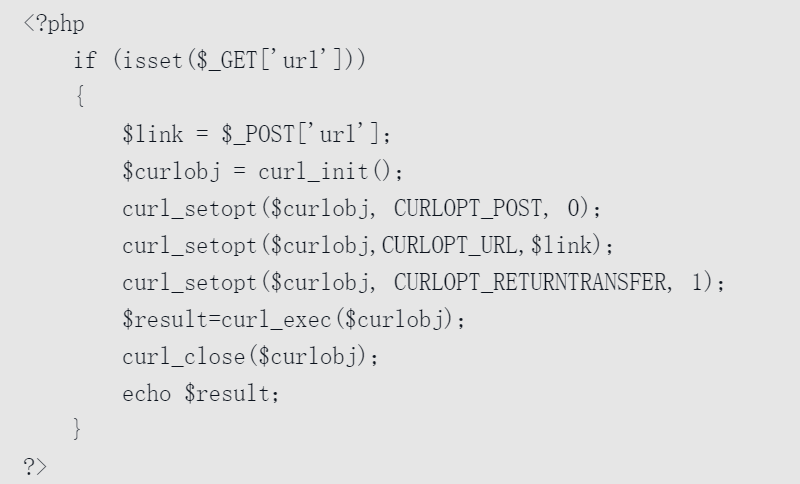 <?php
if (isset($_GET['url']))
{
$link = $_POST['url'];
$curlobj = curl_init();
curl_setopt($curlobj, CURLOPT_POST, 0);
curl_setopt($curlobj,CURLOPT_URL,$link);
curl_setopt($curlobj, CURLOPT_RETURNTRANSFER, 1);
$result=curl_exec($curlobj);
curl_close($curlobj);
echo $result;
}
?>